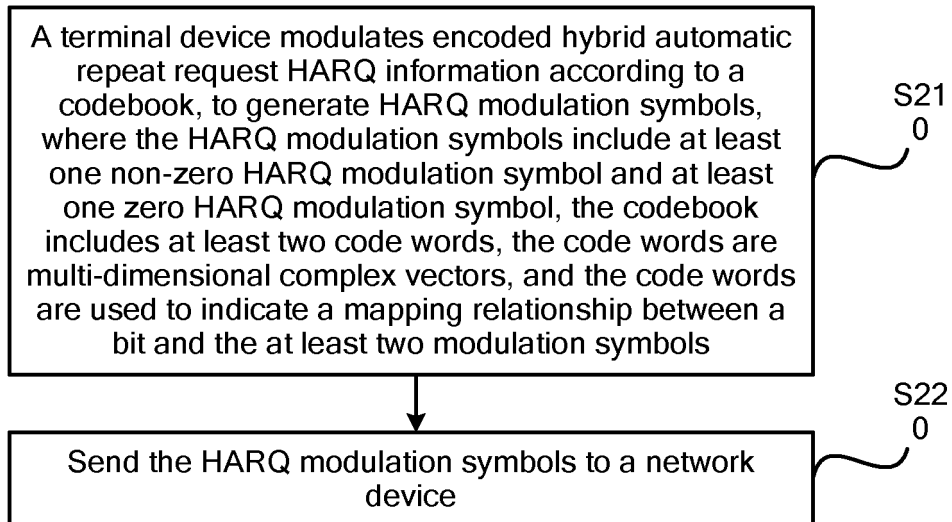 A terminal device modulates encoded hybrid automatic
repeat request HARQ information according to a
codebook, to generate HARQ modulation symbols,
where the HARQ modulation symbols include at least
one non-zero HARQ modulation symbol and at least
one zero HARQ modulation symbol, the codebook
includes at least two code words, the code words are
multi-dimensional complex vectors, and the code words
are used to indicate a mapping relationship between a
bit and the at least two modulation symbols
S21
0
Send the HARQ modulation symbols to a network
device
S22
0